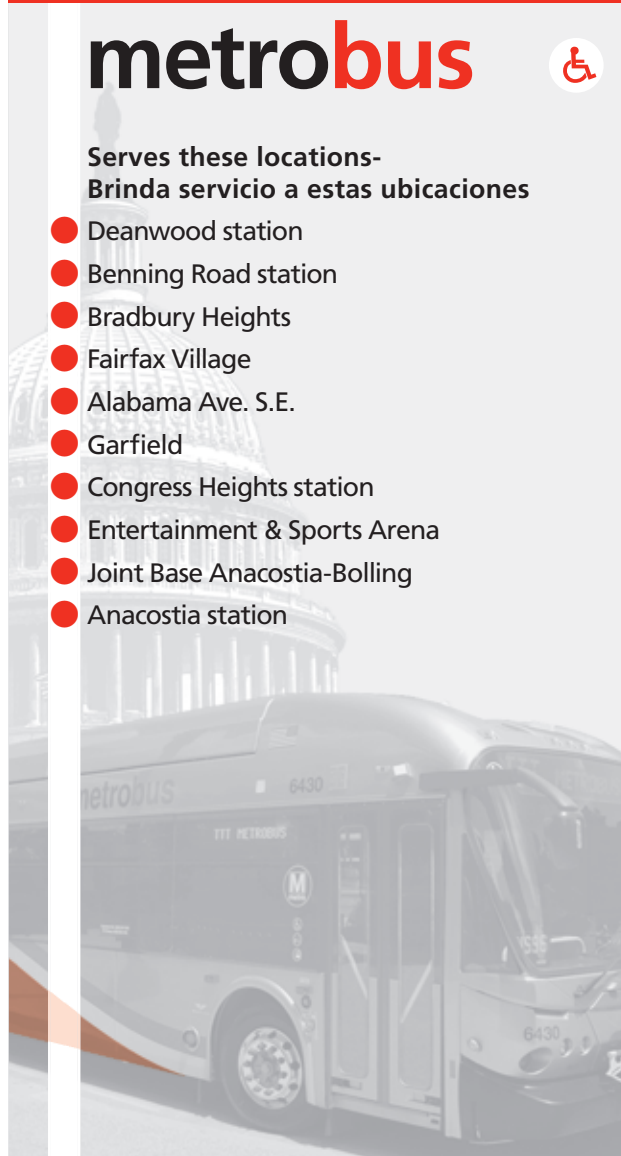 metrobus
Serves these locations-
Brinda servicio a estas ubicaciones
Deanwood station
Benning Road station
Bradbury Heights
Fairfax Village
Alabama Ave. S.E.
Garfield
Congress Heights station
Entertainment & Sports Arena
Joint Base Anacostia-Bolling
Anacostia station
metrobus
6430
TTT METROBUS
M
6430